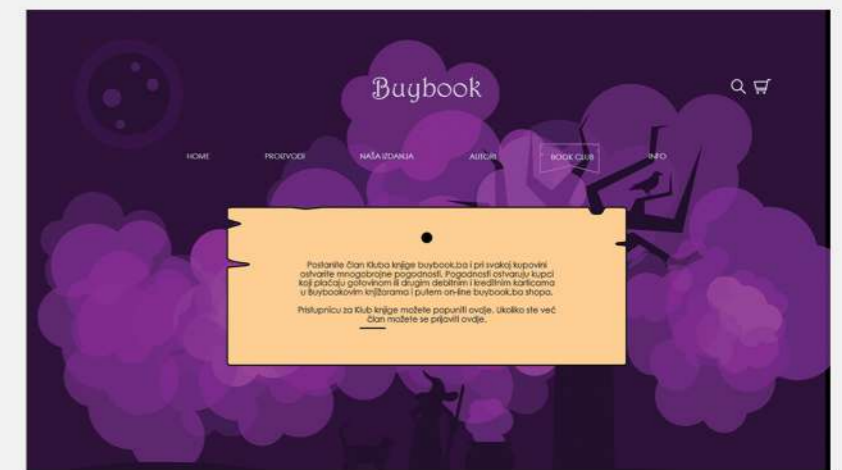 Buybook
HOME PROIZVODI NAŠA IZDANJA AUTORI BOOK CLUB INFO
Postanite član Kluba knjige buybook.ba i pri svakoj kupovini
ostvarite mnogobrojne pogodnosti. Pogodnosti ostvaruju kupci
koji plaćaju gotovinom ili drugim debitnim i kreditnim karticama
u Buybookovim knjižarama i putem on-line buybook.ba shopa.
Pristupnicu za Klub knjige možete popuniti ovdje. Ukoliko ste već
član možete se prijaviti ovdje.